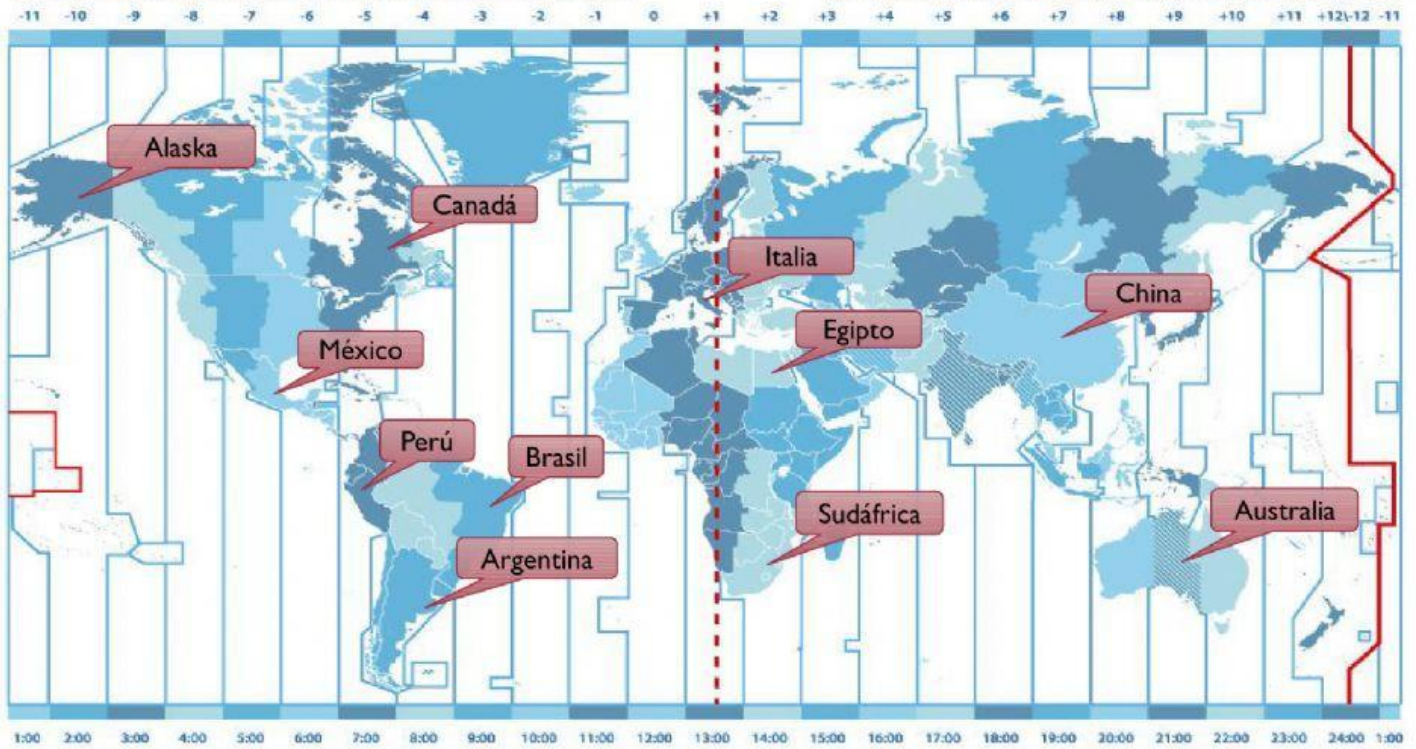 -11 -10 -9 -8 -7 -6 -5 -4 -3 -2 -1 0 +1 +2 +3 +4 +5 +6 +7 +8 +9 +10 +11 +12\-12 -11
Alaska
Canadá
Italia
China
Egipto
México
Perú
Brasil
Sudáfrica
Australia
Argentina
1:00 2:00 3:00 4:00 5:00 6:00 7:00 8:00 9:00 10:00 11:00 12:00 13:00 14:00 15:00 16:00 17:00 18:00 19:00 20:00 21:00 22:00 23:00 24:00 1:00